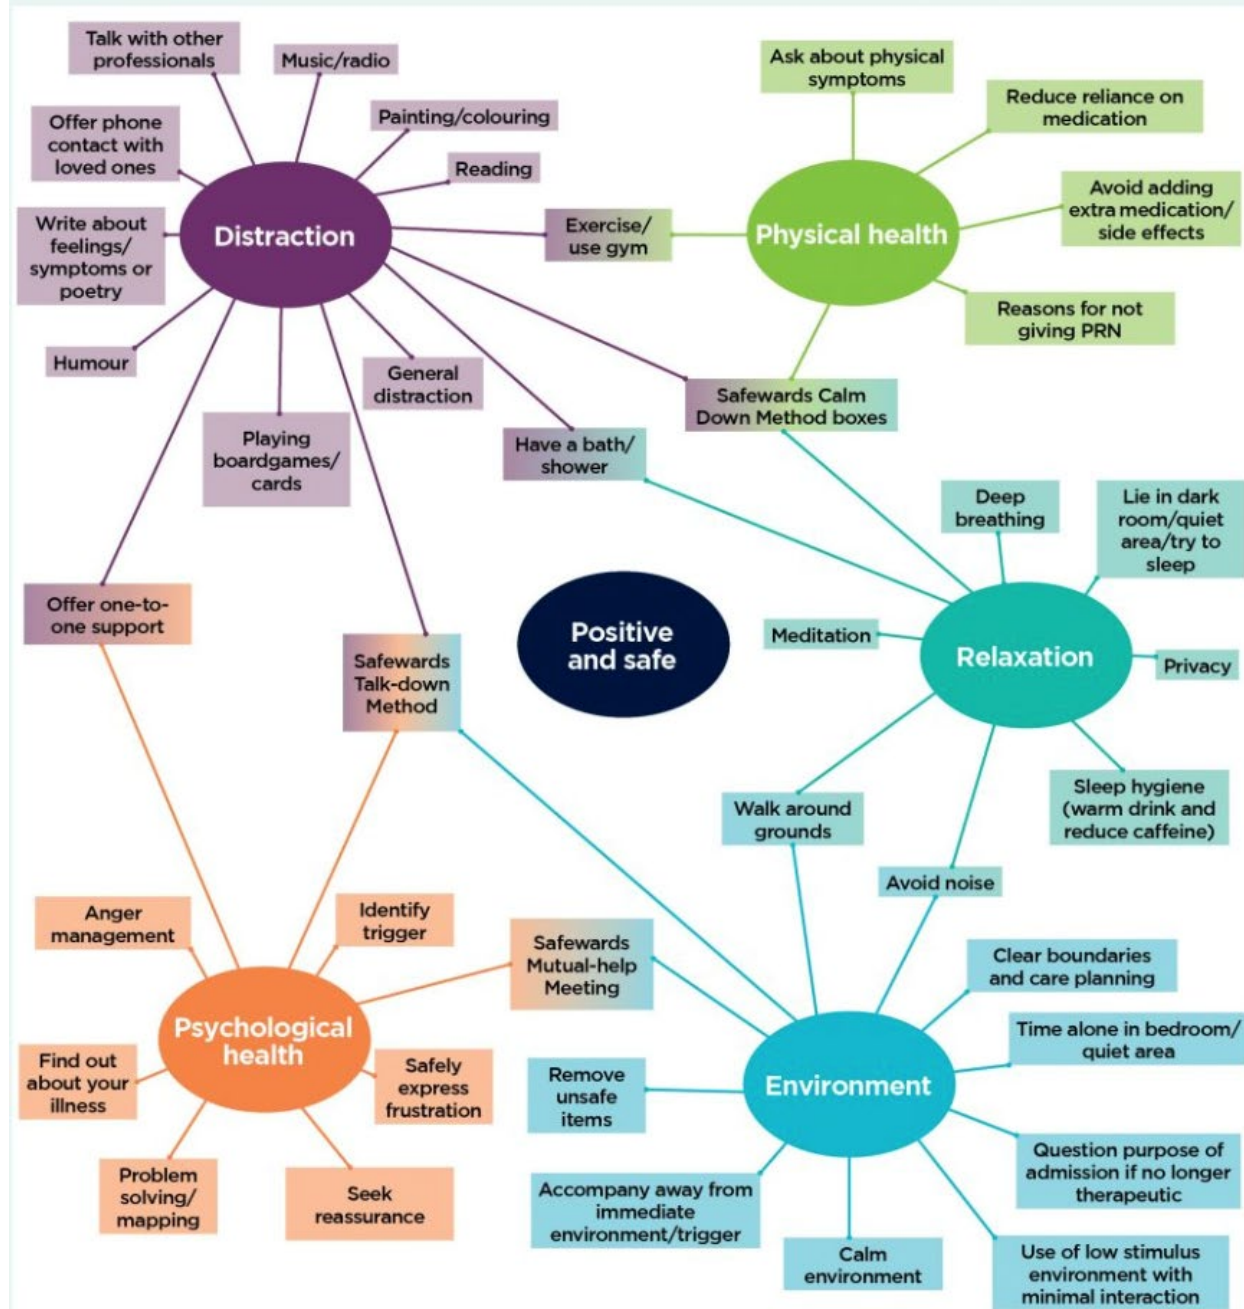 Talk with other
professionals
Music/radio
Painting/colouring
Reading
Offer phone
contact with
loved ones
Write about
feelings/
symptoms or
poetry
Distraction
Humour
Playing
boardgames/
cards
General
distraction
Exercise/
use gym
Ask about physical
symptoms
Reduce reliance on
medication
Physical health
Avoid adding
extra medication/
side effects
Reasons for not
giving PRN
Safewards Calm
Down Method boxes
Have a bath/
shower
Deep
breathing
Lie in dark
room/quiet
area/try to
sleep
Offer one-to-
one support
Safewards
Talk-down
Method
Positive
and safe
Meditation
Relaxation
Privacy
Sleep hygiene
(warm drink and
reduce caffeine)
Walk around
grounds
Avoid noise
Anger
management
Identify
trigger
Safewards
Mutual-help
Meeting
Psychological
health
Find out
about your
illness
Safely
express
frustration
Problem
solving/
mapping
Seek
reassurance
Clear boundaries
and care planning
Time alone in bedroom/
quiet area
Environment
Remove
unsafe
items
Question purpose of
admission if no longer
therapeutic
Accompany away from
immediate
environment/trigger
Calm
environment
Use of low stimulus
environment with
minimal interaction